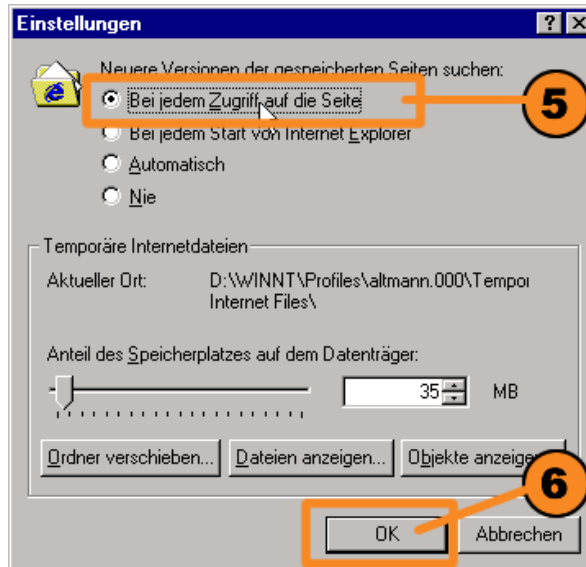 Einstellungen
Neuere Versionen der gespeicherten Seiten suchen:
Bei jedem Zugriff auf die Seite
5
Bei jedem Start von Internet Explorer
Automatisch
Nie
Temporäre Internetdateien
Aktueller Ort: D:\WINNT\Profiles\altmann.000\Tempor
Internet Files\
Anteil des Speicherplatzes auf dem Datenträger:
35 MB
Ordner verschieben... Dateien anzeigen... Objekte anzeigen
6
OK Abbrechen